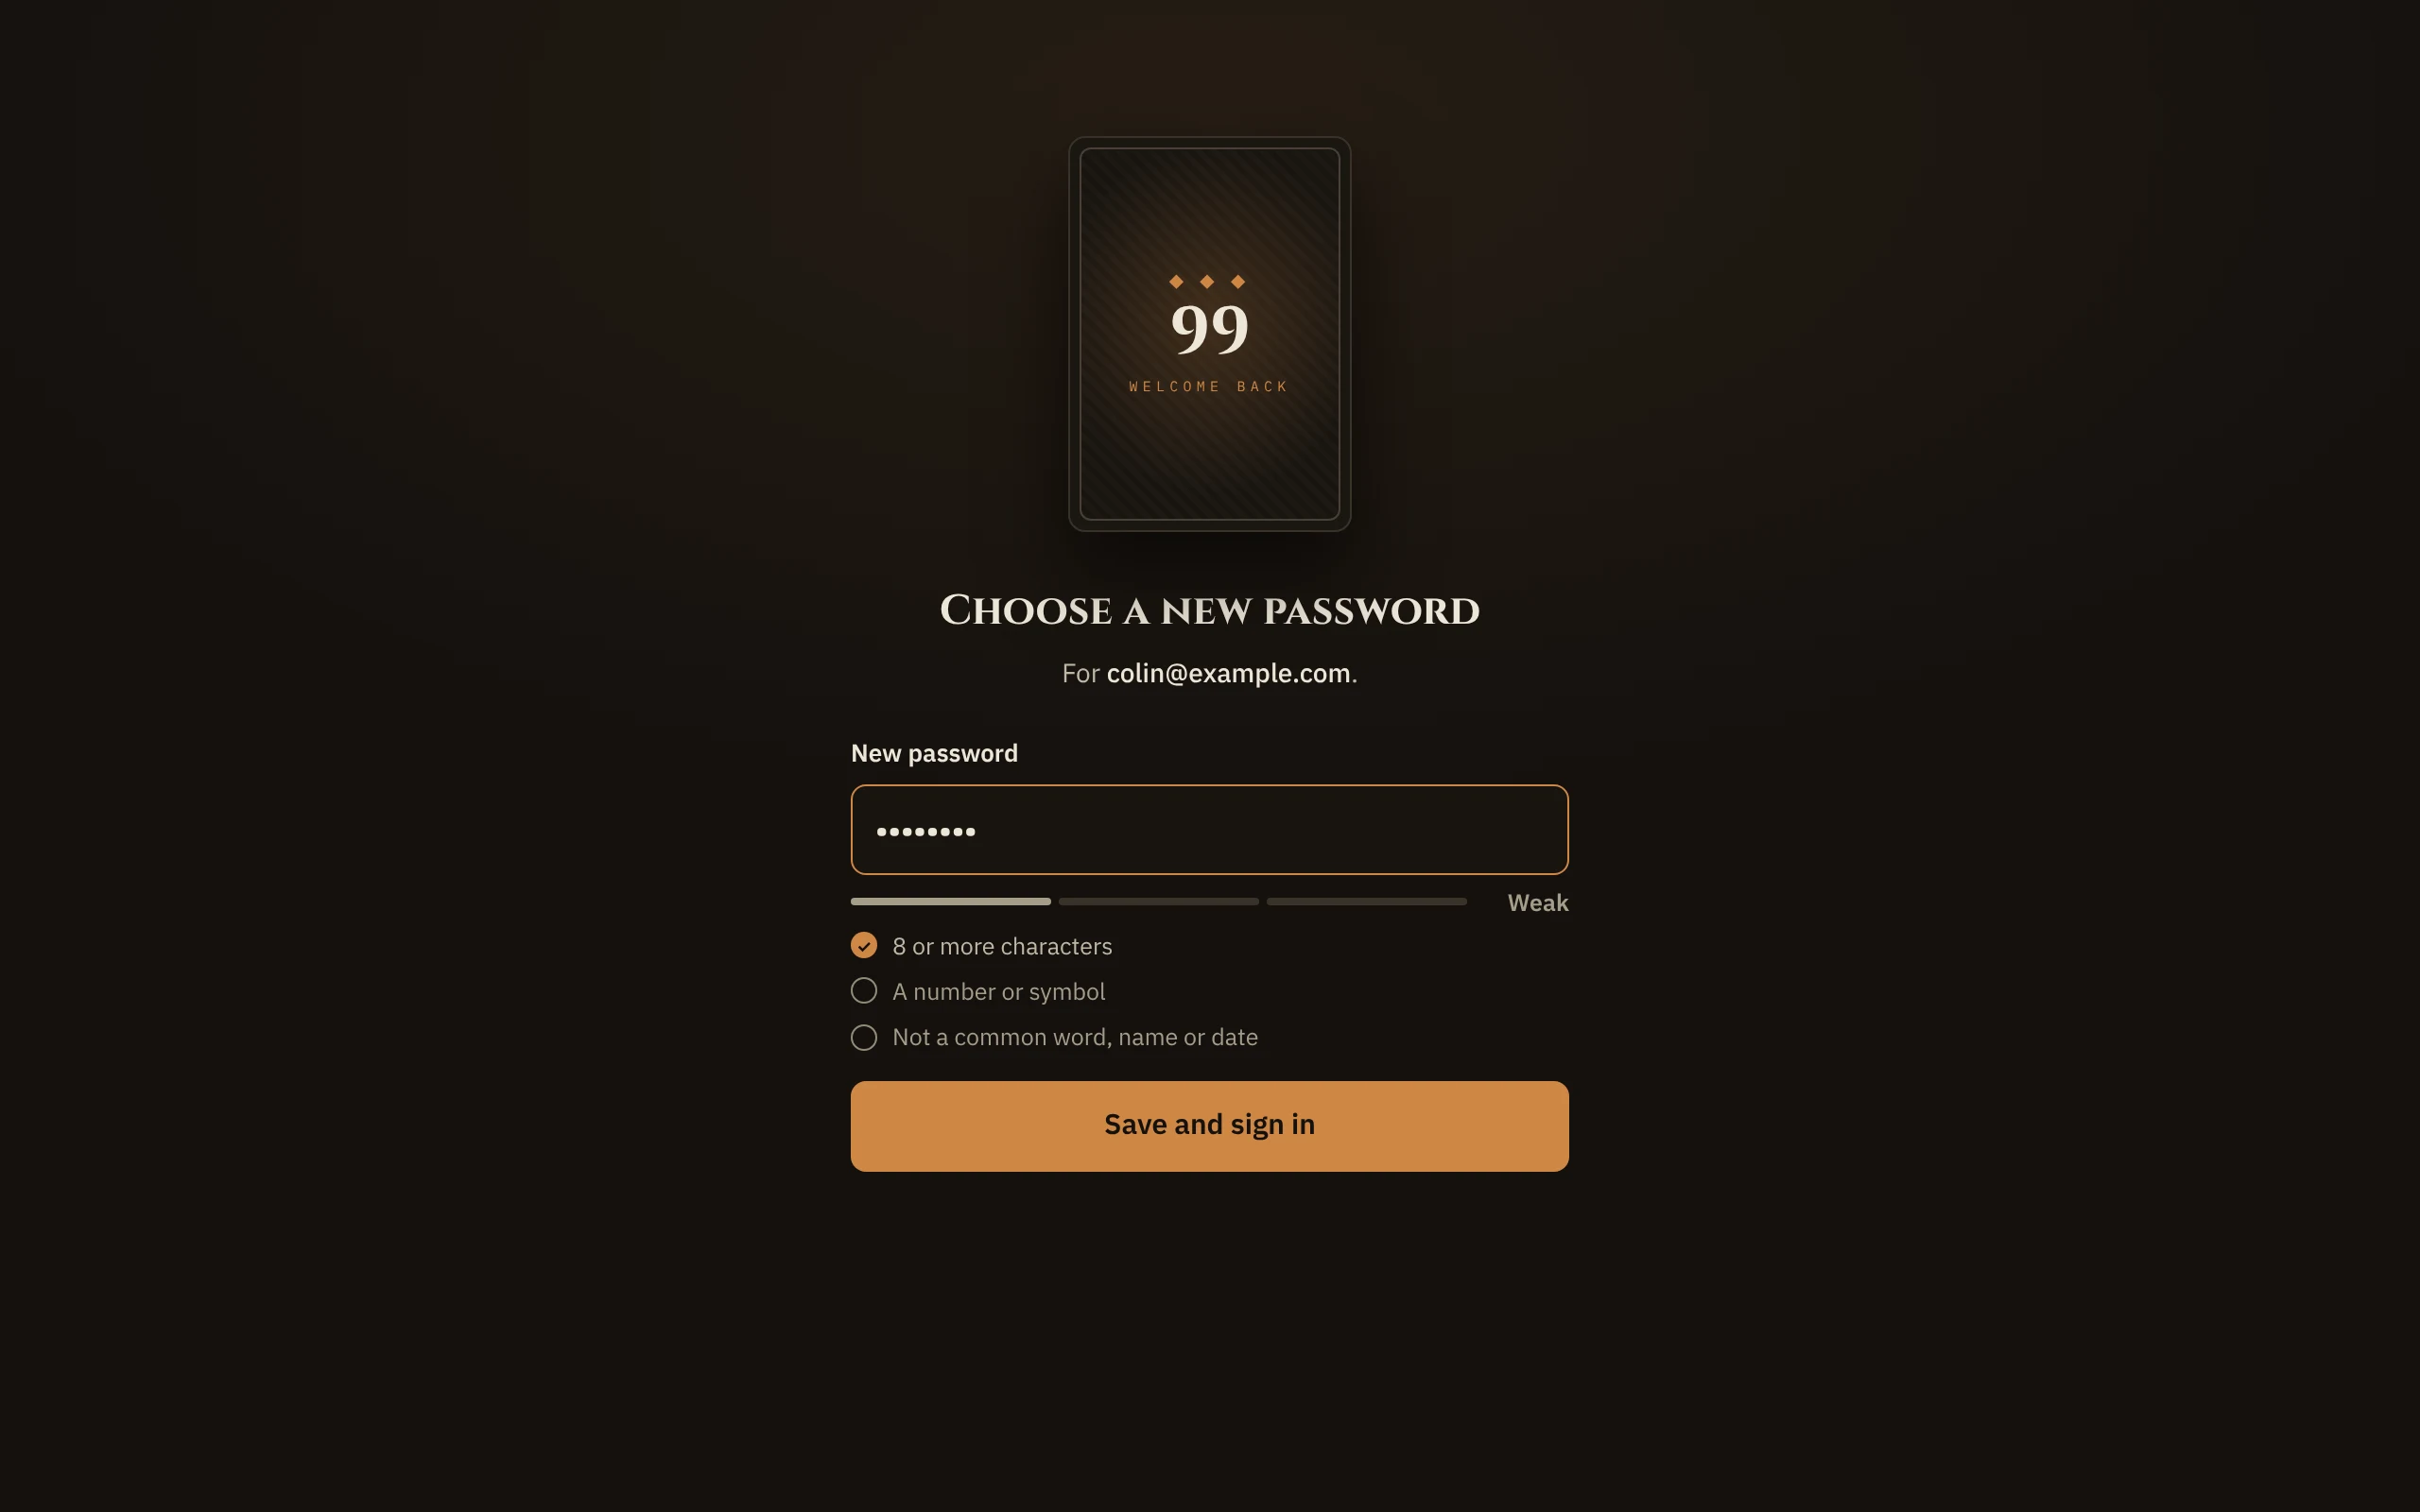 ◆ ◆ ◆
99
WELCOME BACK
Choose a new password
For colin@example.com.
New password
••••••••
Weak
8 or more characters
A number or symbol
Not a common word, name or date
Save and sign in